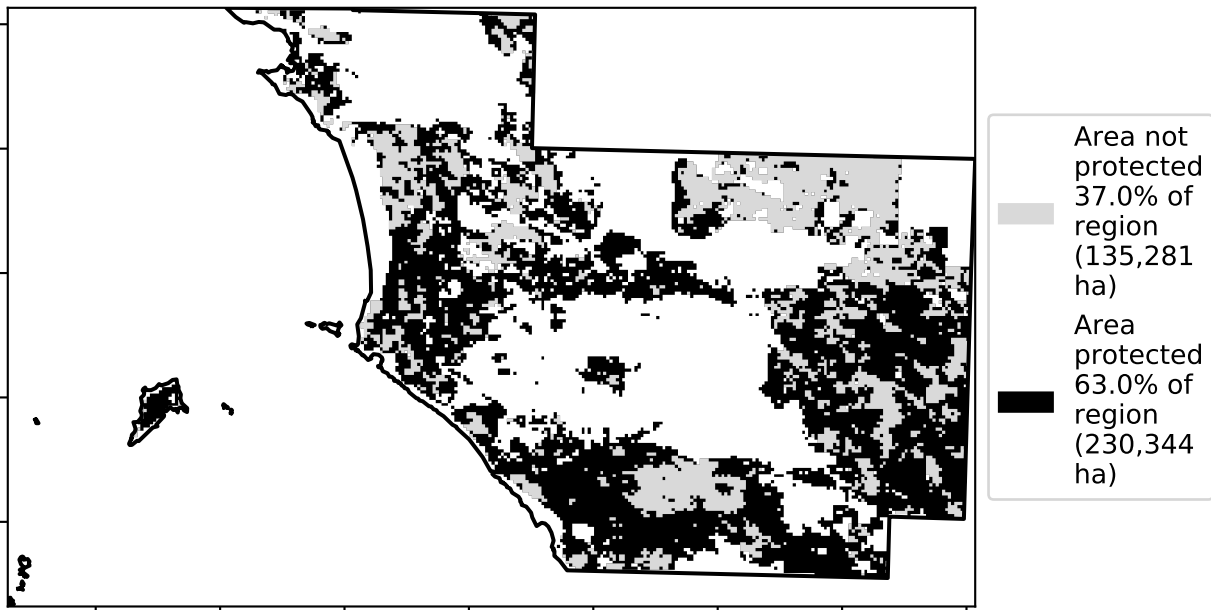 Area not
protected
37.0% of
region
(135,281
ha)
Area
protected
63.0% of
region
(230,344
ha)